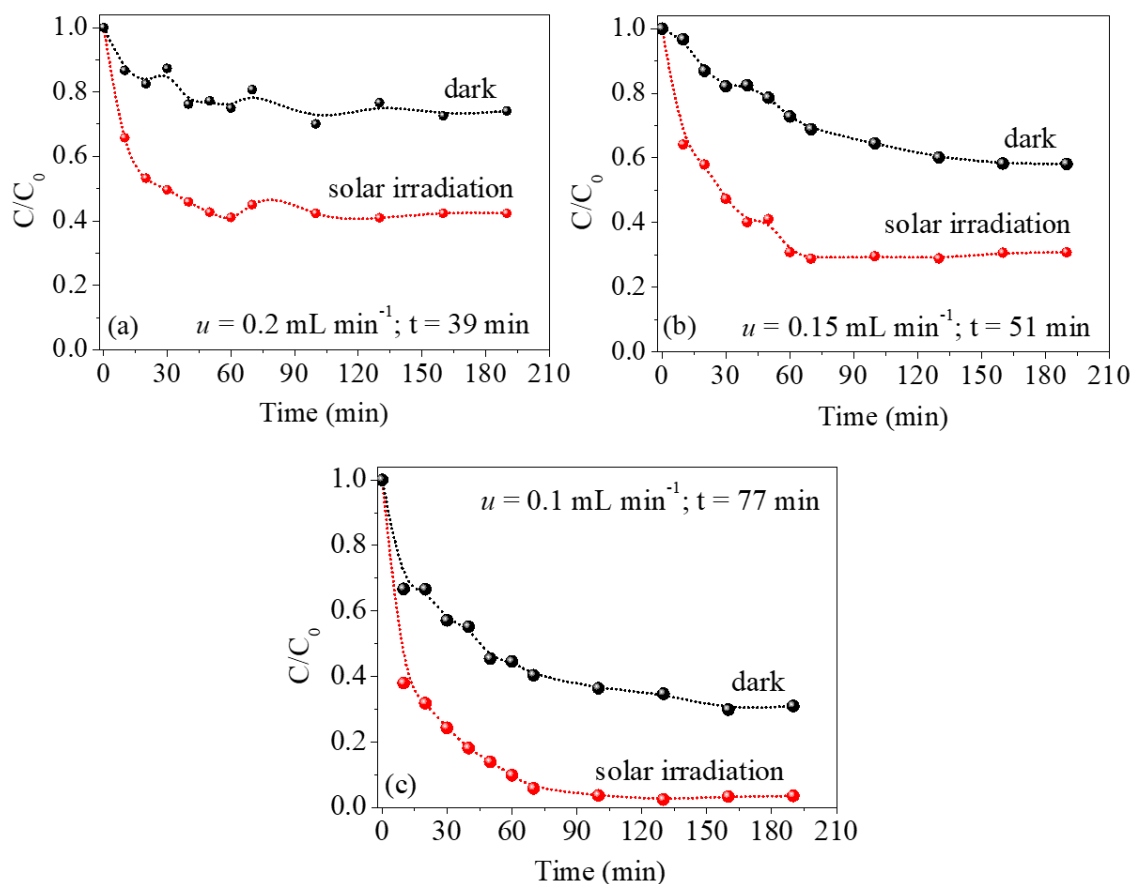 1.0
0.8
0.6
0.4
0.2
0.0
C/C₀
dark
solar irradiation
(a)
u = 0.2 mL min⁻¹; t = 39 min
0 30 60 90 120 150 180 210
Time (min)
1.0
0.8
0.6
0.4
0.2
0.0
C/C₀
dark
solar irradiation
(b)
u = 0.15 mL min⁻¹; t = 51 min
0 30 60 90 120 150 180 210
Time (min)
1.0
0.8
0.6
0.4
0.2
0.0
C/C₀
u = 0.1 mL min⁻¹; t = 77 min
dark
solar irradiation
(c)
0 30 60 90 120 150 180 210
Time (min)